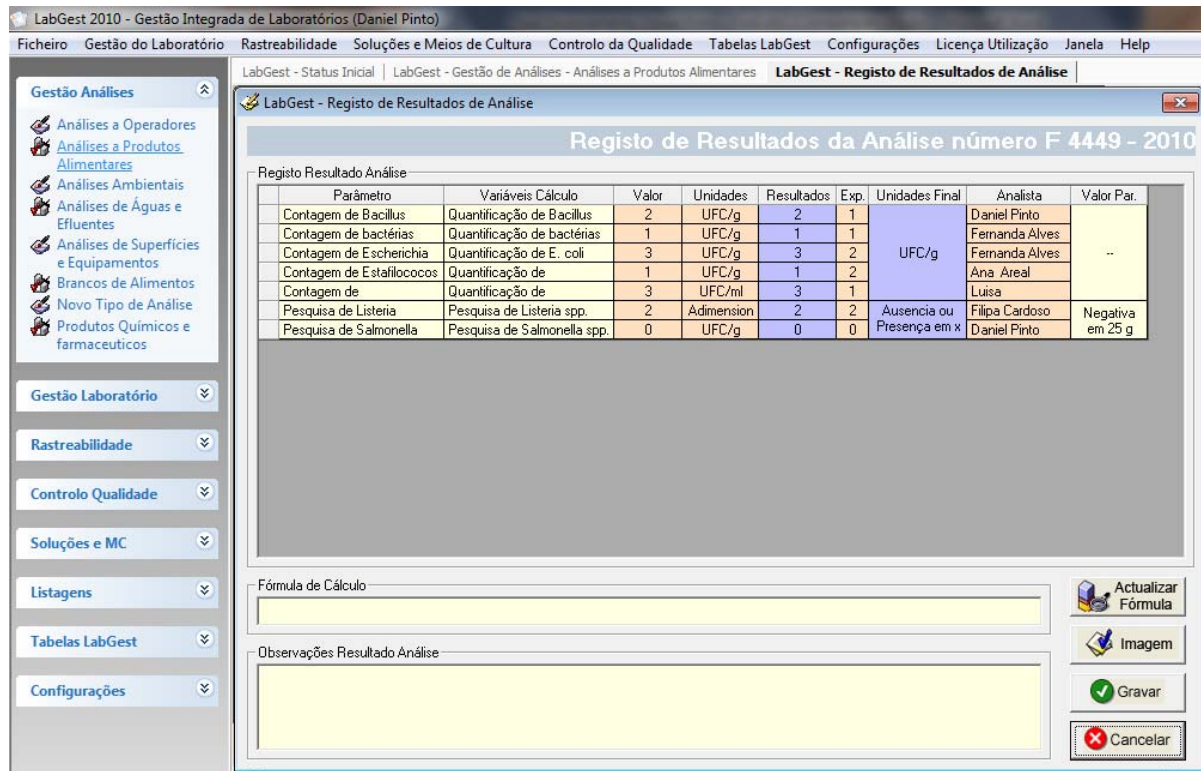 LabGest 2010 - Gestão Integrada de Laboratórios (Daniel Pinto)
Ficheiro Gestão do Laboratório Rastreabilidade Soluções e Meios de Cultura Controlo da Qualidade Tabelas LabGest Configurações Licença Utilização Janela Help
LabGest - Status Inicial | LabGest - Gestão de Análises - Análises a Produtos Alimentares LabGest - Registo de Resultados de Análise
Gestão Análises
Análises a Operadores
Análises a Produtos
Alimentares
Análises Ambientais
Análises de Águas e
Efluentes
Análises de Superfícies
e Equipamentos
Brancos de Alimentos
Novo Tipo de Análise
Produtos Químicos e
farmaceuticos
Gestão Laboratório
Rastreabilidade
Controlo Qualidade
Soluções e MC
Listagens
Tabelas LabGest
Configurações
LabGest - Registo de Resultados de Análise
Registo de Resultados da Análise número F 4449 - 2010
Registo Resultado Análise
Parâmetro Variáveis Cálculo Valor Unidades Resultados Exp. Unidades Final Analista Valor Par.
Contagem de Bacillus Quantificação de Bacillus 2 UFC/g 2 1 Daniel Pinto
Contagem de bactérias Quantificação de bactérias 1 UFC/g 1 1 Fernanda Alves
Contagem de Escherichia Quantificação de E. coli 3 UFC/g 3 2 UFC/g Fernanda Alves --
Contagem de Estafilococos Quantificação de 1 UFC/g 1 2 Ana Areal
Contagem de Quantificação de 3 UFC/ml 3 1 Luisa
Pesquisa de Listeria Pesquisa de Listeria spp. 2 Adimension 2 2 Ausencia ou Filipa Cardoso Negativa
Pesquisa de Salmonella Pesquisa de Salmonella spp. 0 UFC/g 0 0 Presença em x Daniel Pinto em 25 g
Fórmula de Cálculo
Observações Resultado Análise
Actualizar
Fórmula
Imagem
Gravar
Cancelar